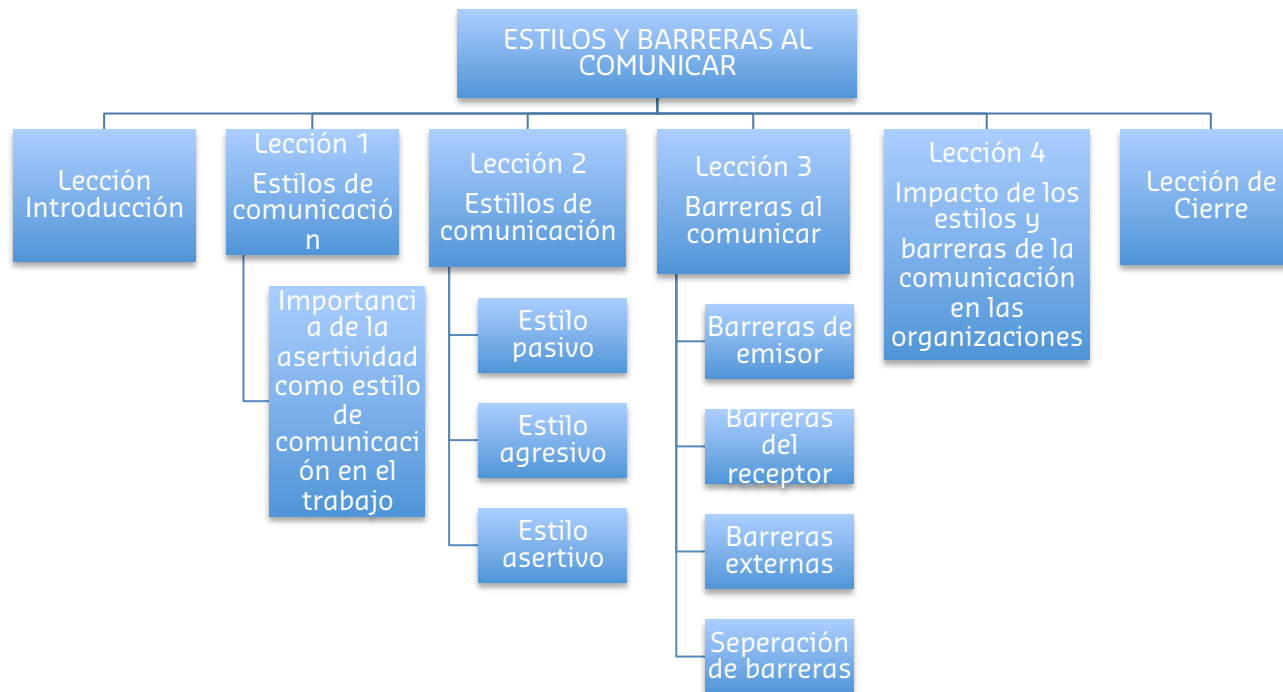 ESTILOS Y BARRERAS AL
COMUNICAR
Lección
Introducción
Lección 1
Estilos de
comunicació
n
Importanci
a de la
asertividad
como estilo
de
comunicaci
ón en el
trabajo
Lección 2
Estillos de
comunicación
Estilo
pasivo
Estilo
agresivo
Estilo
asertivo
Lección 3
Barreras al
comunicar
Barreras de
emisor
Barreras
del
receptor
Barreras
externas
Seperación
de barreras
Lección 4
Impacto de los
estilos y
barreras de la
comunicación
en las
organizaciones
Lección de
Cierre